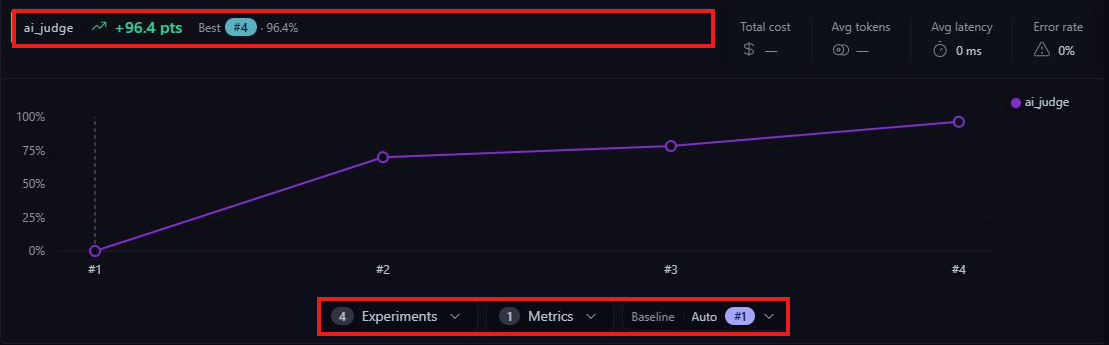 ai_judge +96.4 pts Best #4 · 96.4%
Total cost Avg tokens Avg latency Error rate
$ — — 0 ms 0%
ai_judge
100%
75%
50%
25%
0%
#1 #2 #3 #4
4 Experiments 1 Metrics Baseline Auto #1